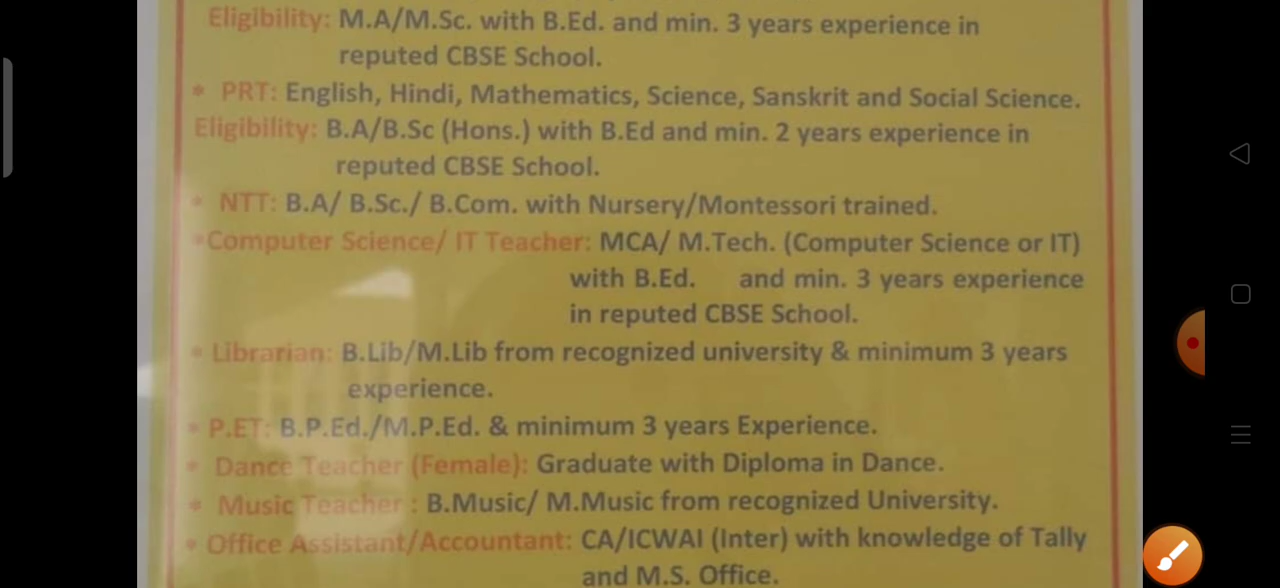 Eligibility: M.A/M.Sc. with B.Ed. and min. 3 years experience in
reputed CBSE School.
* PRT: English, Hindi, Mathematics, Science, Sanskrit and Social Science.
Eligibility: B.A/B.Sc (Hons.) with B.Ed and min. 2 years experience in
reputed CBSE School.
* NTT: B.A/ B.Sc./ B.Com. with Nursery/Montessori trained.
*Computer Science/ IT Teacher: MCA/ M.Tech. (Computer Science or IT)
with B.Ed. and min. 3 years experience
in reputed CBSE School.
* Librarian: B.Lib/M.Lib from recognized university & minimum 3 years
experience.
* P.ET: B.P.Ed./M.P.Ed. & minimum 3 years Experience.
* Dance Teacher (Female): Graduate with Diploma in Dance.
* Music Teacher : B.Music/ M.Music from recognized University.
* Office Assistant/Accountant: CA/ICWAI (Inter) with knowledge of Tally
and M.S. Office.